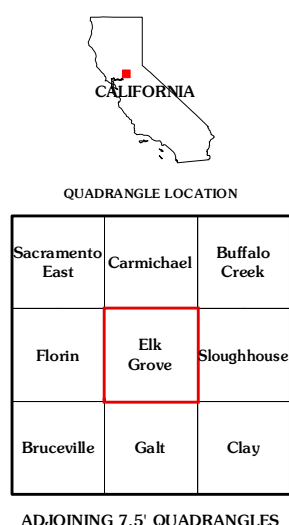 CALIFORNIA
QUADRANGLE LOCATION
Sacramento
East
Carmichael
Buffalo
Creek
Florin
Elk
Grove
Sloughhouse
Bruceville
Galt
Clay
ADJOINING 7.5' QUADRANGLES